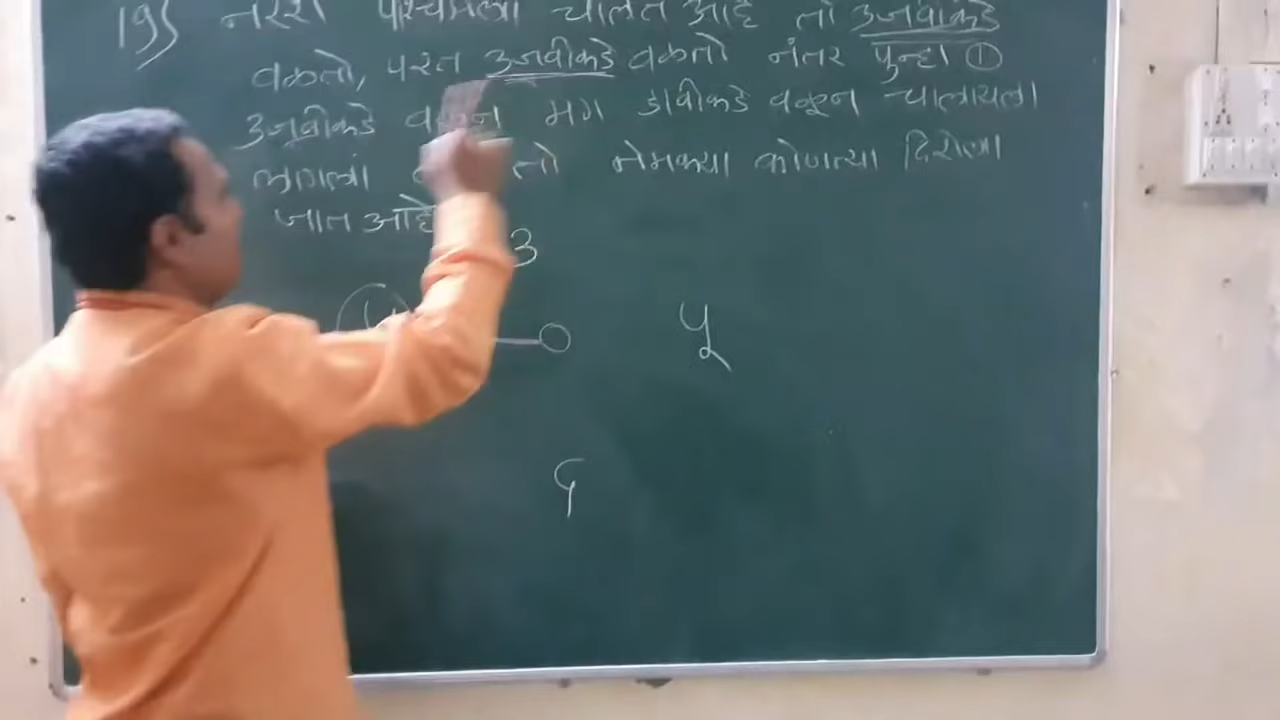 19) नरेश पश्चिमेला चालत आहे तो उजवीकडे
वळतो, परत उजवीकडे वळतो नंतर पुन्हा ①
उजवीकडे वळून मग डावीकडे वळून चालायला
लागला तो नेमक्या कोणत्या दिशेला
जात आहे
उ
प
पू
द